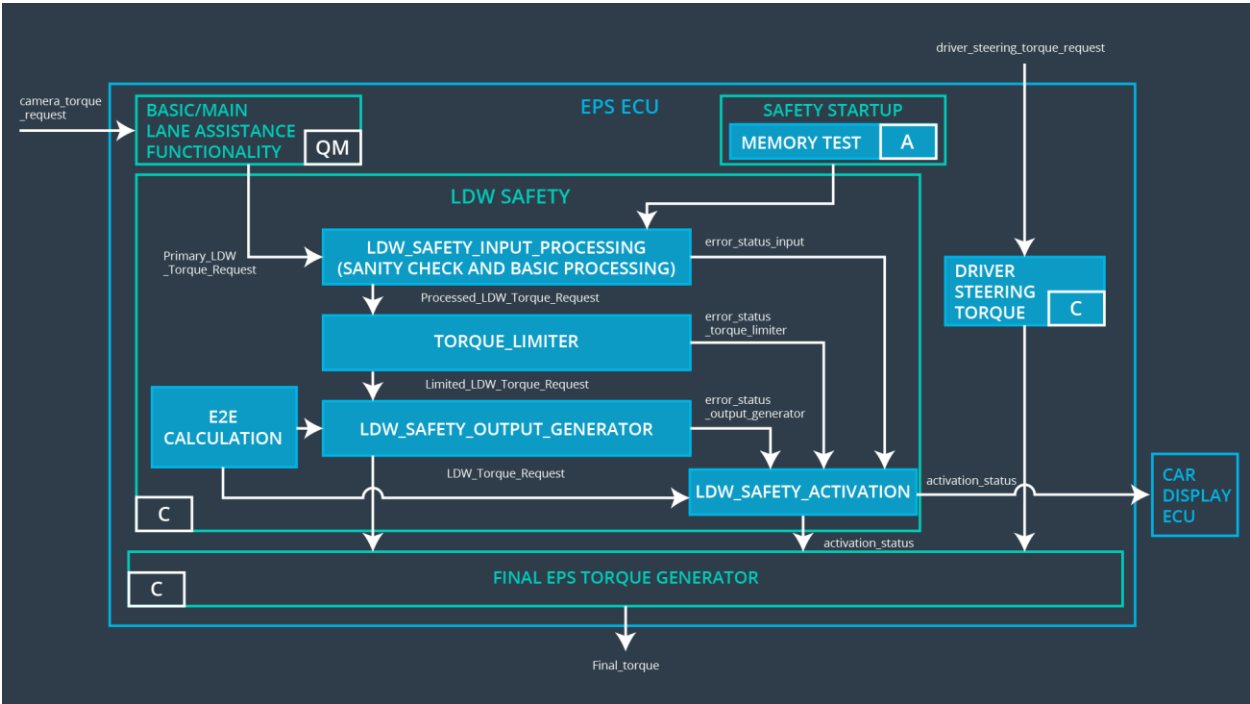 driver_steering_torque_request
camera_torque
_request
BASIC/MAIN
LANE ASSISTANCE
FUNCTIONALITY
QM
EPS ECU
SAFETY STARTUP
MEMORY TEST
A
LDW SAFETY
Primary_LDW
_Torque_Request
LDW_SAFETY_INPUT_PROCESSING
(SANITY CHECK AND BASIC PROCESSING)
error_status_input
DRIVER
STEERING
TORQUE
C
Processed_LDW_Torque_Request
TORQUE_LIMITER
error_status
_torque_limiter
Limited_LDW_Torque_Request
E2E
CALCULATION
LDW_SAFETY_OUTPUT_GENERATOR
error_status
_output_generator
LDW_Torque_Request
LDW_SAFETY_ACTIVATION
activation_status
CAR
DISPLAY
ECU
C
activation_status
C
FINAL EPS TORQUE GENERATOR
Final_torque